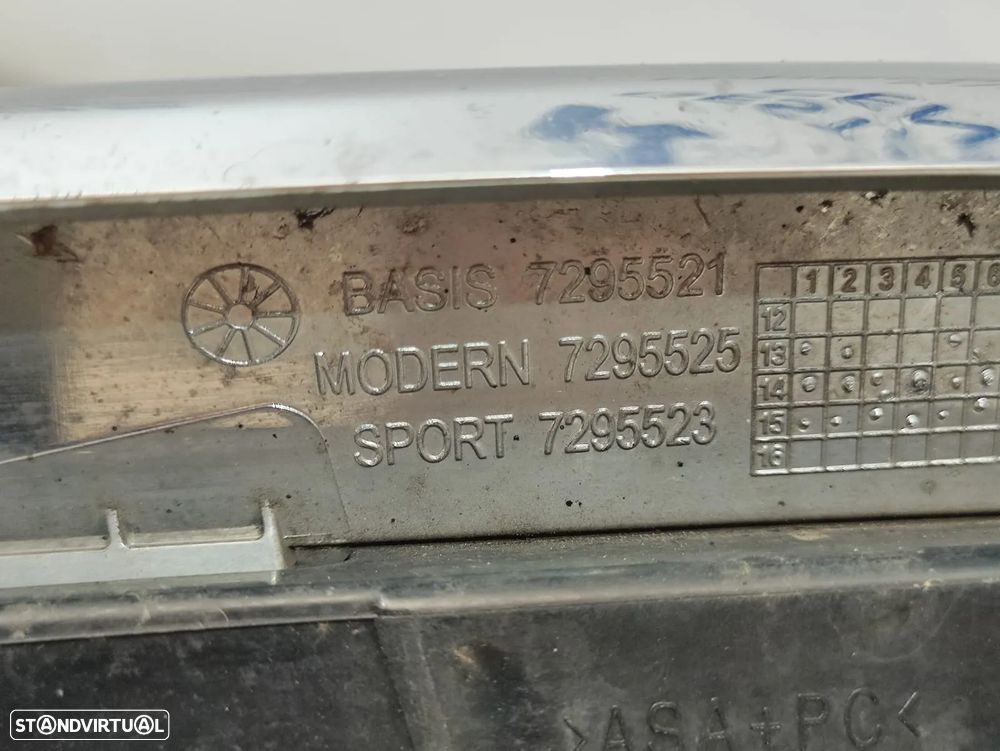 BASIS 7295521
MODERN 7295525
SPORT 7295523
1 2 3 4 5 6
12
13
14
15
16
>ASA+PC<
STANDVIRTUAL